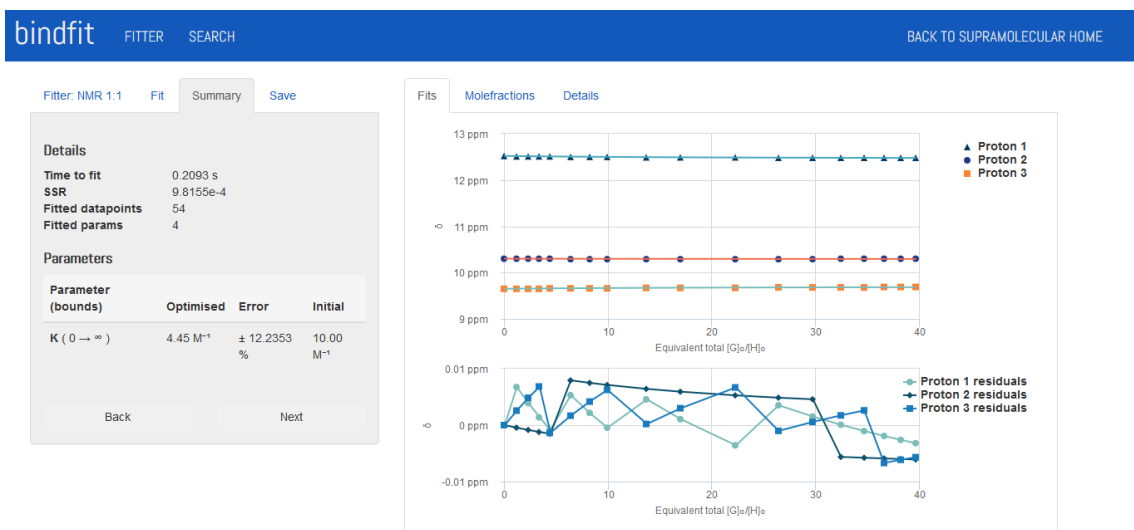 bindfit FITTER SEARCH BACK TO SUPRAMOLECULAR HOME
Fitter: NMR 1:1 Fit Summary Save
Details
Time to fit 0.2093 s
SSR 9.8155e-4
Fitted datapoints 54
Fitted params 4
Parameters
Parameter
(bounds) Optimised Error Initial
K ( 0 → ∞ ) 4.45 M⁻¹ ± 12.2353 10.00
% M⁻¹
Back Next
Fits Molefractions Details
13 ppm
12 ppm
11 ppm
10 ppm
9 ppm
δ
0 10 20 30 40
Equivalent total [G]₀/[H]₀
Proton 1
Proton 2
Proton 3
0.01 ppm
0 ppm
-0.01 ppm
δ
0 10 20 30 40
Equivalent total [G]₀/[H]₀
Proton 1 residuals
Proton 2 residuals
Proton 3 residuals